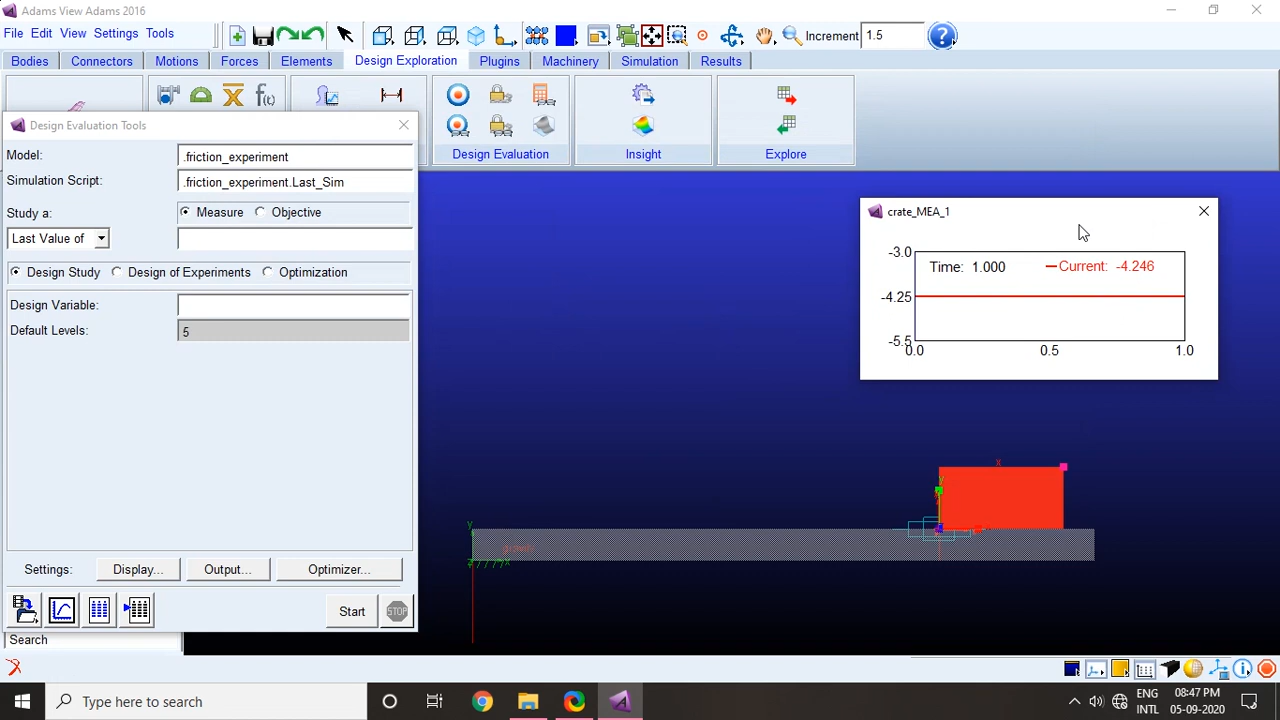 Adams View Adams 2016
File Edit View Settings Tools
Increment 1.5
Bodies Connectors Motions Forces Elements Design Exploration Plugins Machinery Simulation Results
Design Evaluation Insight Explore
Design Evaluation Tools
Model: .friction_experiment
Simulation Script: .friction_experiment.Last_Sim
Study a: Measure Objective
Last Value of
Design Study Design of Experiments Optimization
Design Variable:
Default Levels: 5
Settings: Display... Output... Optimizer...
Start STOP
Search
crate_MEA_1
-3.0
Time: 1.000 Current: -4.246
-4.25
-5.5
0.0 0.5 1.0
x
y
y
x
Type here to search
ENG
INTL
08:47 PM
05-09-2020